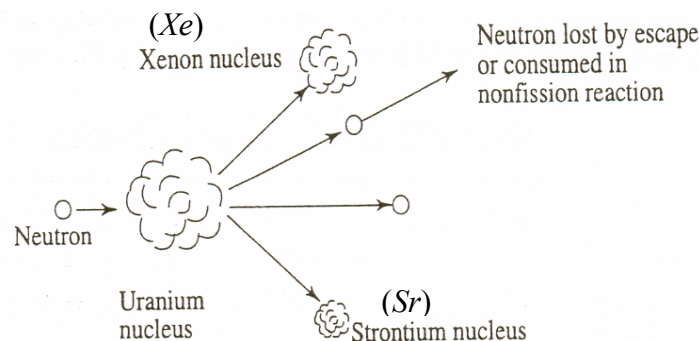 (Xe)
Xenon nucleus
Neutron lost by escape
or consumed in
nonfission reaction
Neutron
Uranium
nucleus
(Sr)
Strontium nucleus